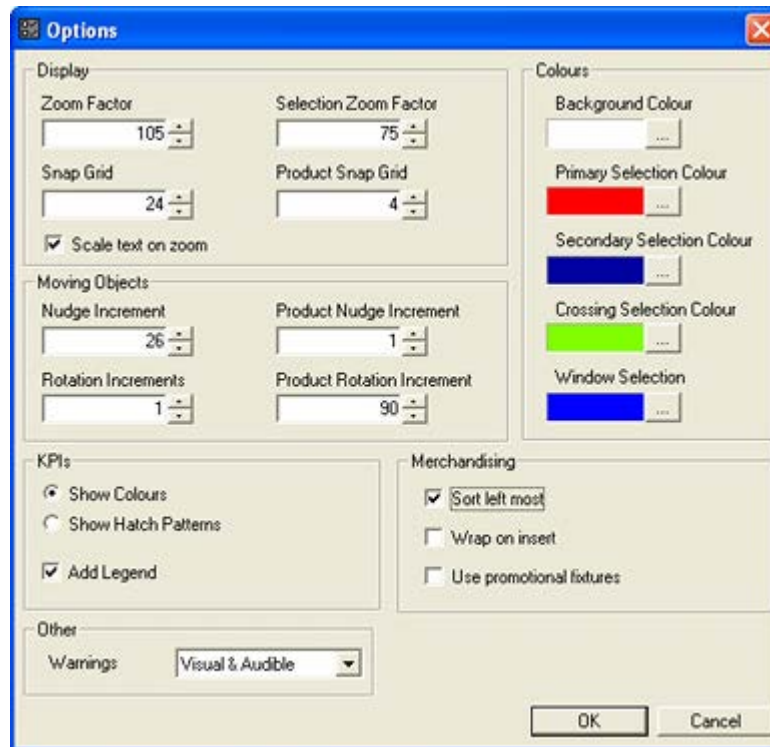 Options
Display
Zoom Factor
105
Selection Zoom Factor
75
Snap Grid
24
Product Snap Grid
4
Scale text on zoom
Moving Objects
Nudge Increment
26
Product Nudge Increment
1
Rotation Increments
1
Product Rotation Increment
90
Colours
Background Colour
...
Primary Selection Colour
...
Secondary Selection Colour
...
Crossing Selection Colour
...
Window Selection
...
KPIs
Show Colours
Show Hatch Patterns
Add Legend
Merchandising
Sort left most
Wrap on insert
Use promotional fixtures
Other
Warnings
Visual & Audible
OK
Cancel